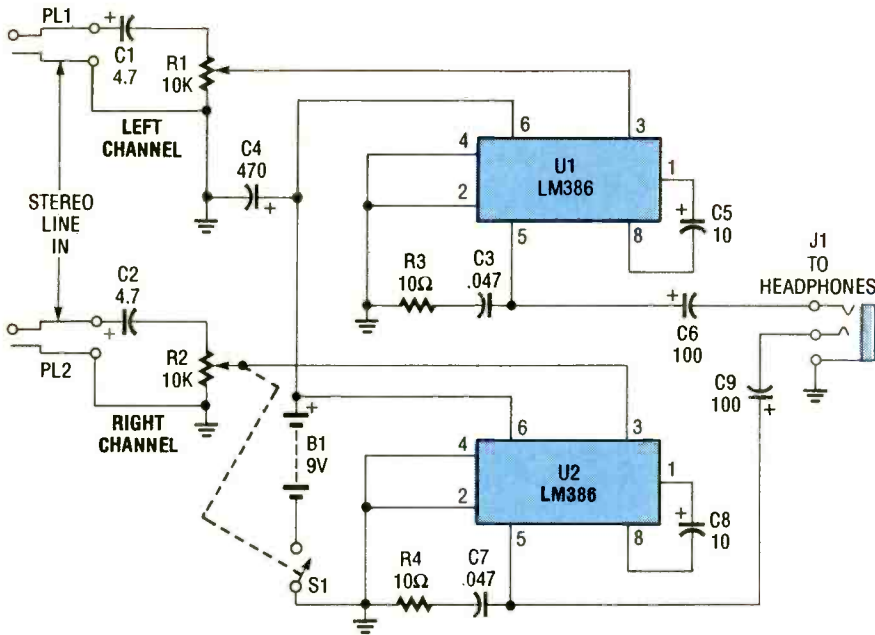 PL1
+
C1
4.7
R1
10K
LEFT
CHANNEL
C4
470
+
STEREO
LINE
IN
6
3
4
2
U1
LM386
1
5
8
+
C5
10
R3
10Ω
C3
.047
+
C6
100
J1
TO
HEADPHONES
C2
4.7
+
PL2
R2
10K
RIGHT
CHANNEL
+
B1
9V
S1
6
3
4
2
U2
LM386
1
5
8
+
C8
10
C9
100
+
R4
10Ω
C7
.047